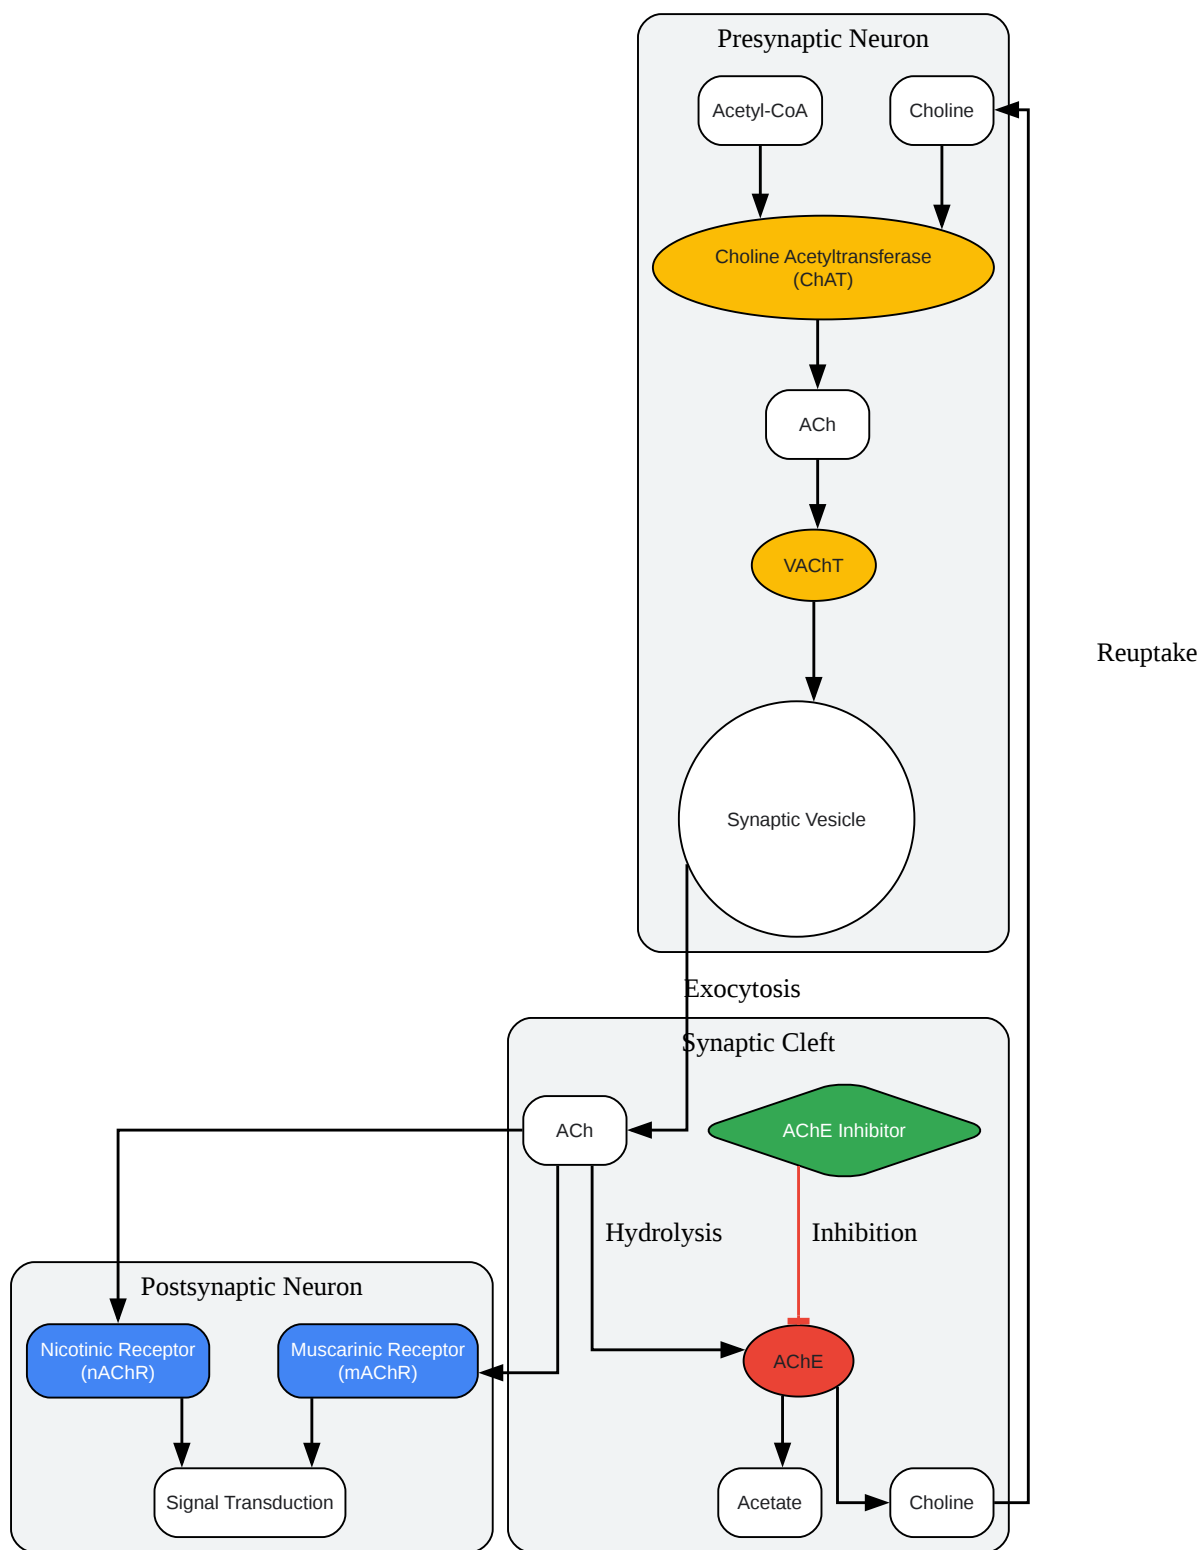 Presynaptic Neuron
Acetyl-CoA
Choline
Choline Acetyltransferase
(ChAT)
ACh
VAChT
Reuptake
Synaptic Vesicle
Exocytosis
Synaptic Cleft
ACh
AChE Inhibitor
Hydrolysis
Inhibition
Postsynaptic Neuron
Nicotinic Receptor
(nAChR)
Muscarinic Receptor
(mAChR)
AChE
Signal Transduction
Acetate
Choline